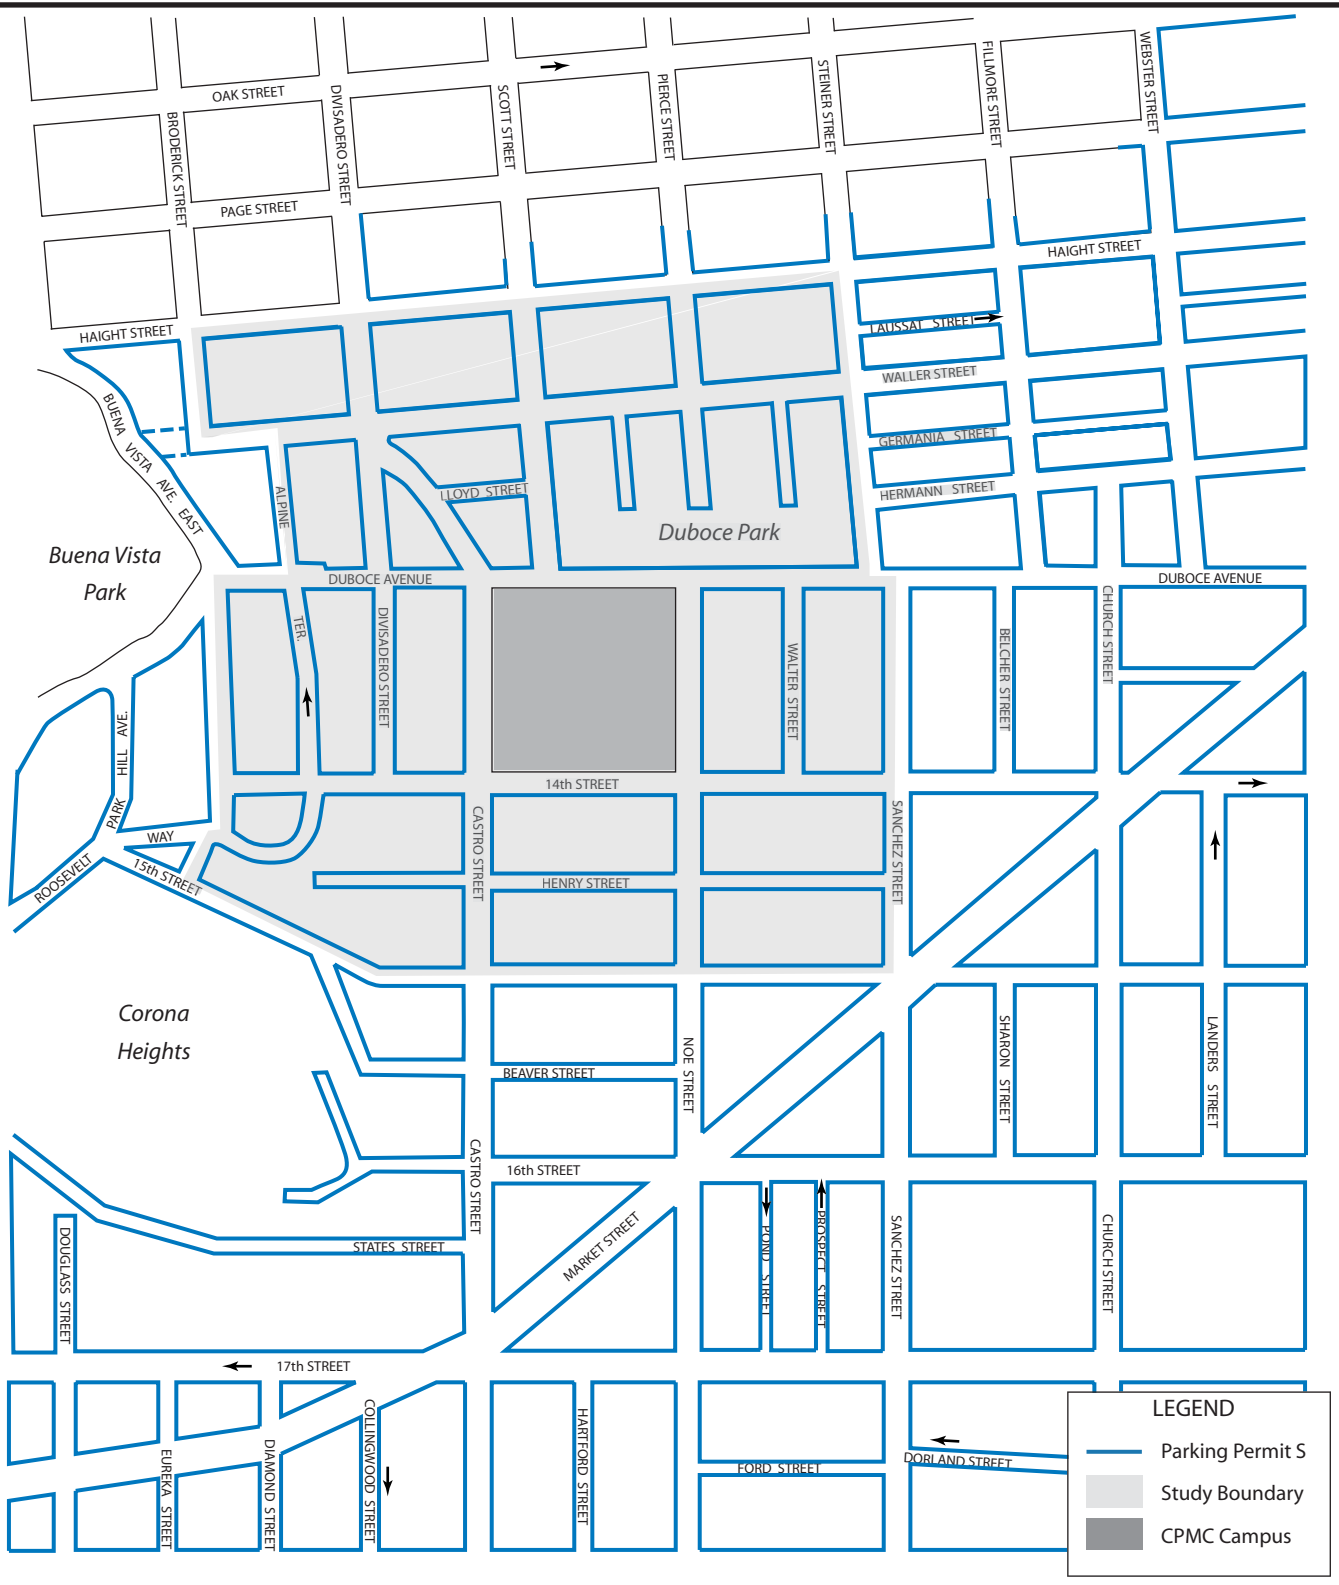 OAK STREET
BRODERICK STREET
DIVISADERO STREET
SCOTT STREET
PIERCE STREET
STEINER STREET
FILLMORE STREET
WEBSTER STREET
PAGE STREET
HAIGHT STREET
HAIGHT STREET
LAUSSAT STREET
WALLER STREET
GERMANIA STREET
HERMANN STREET
BUENA VISTA AVE. EAST
ALPINE
LLOYD STREET
Duboce Park
Buena Vista
Park
DUBOCE AVENUE
DUBOCE AVENUE
TER.
DIVISADERO STREET
WALTER STREET
BELCHER STREET
CHURCH STREET
HILL AVE.
PARK
14th STREET
WAY
ROOSEVELT
15th STREET
CASTRO STREET
SANCHEZ STREET
HENRY STREET
Corona
Heights
NOE STREET
SHARON STREET
LANDERS STREET
BEAVER STREET
CASTRO STREET
16th STREET
MARKET STREET
POND STREET
PROSPECT STREET
SANCHEZ STREET
CHURCH STREET
DOUGLASS STREET
STATES STREET
17th STREET
EUREKA STREET
DIAMOND STREET
COLLINGWOOD STREET
HARTFORD STREET
FORD STREET
DORLAND STREET
LEGEND
Parking Permit S
Study Boundary
CPMC Campus